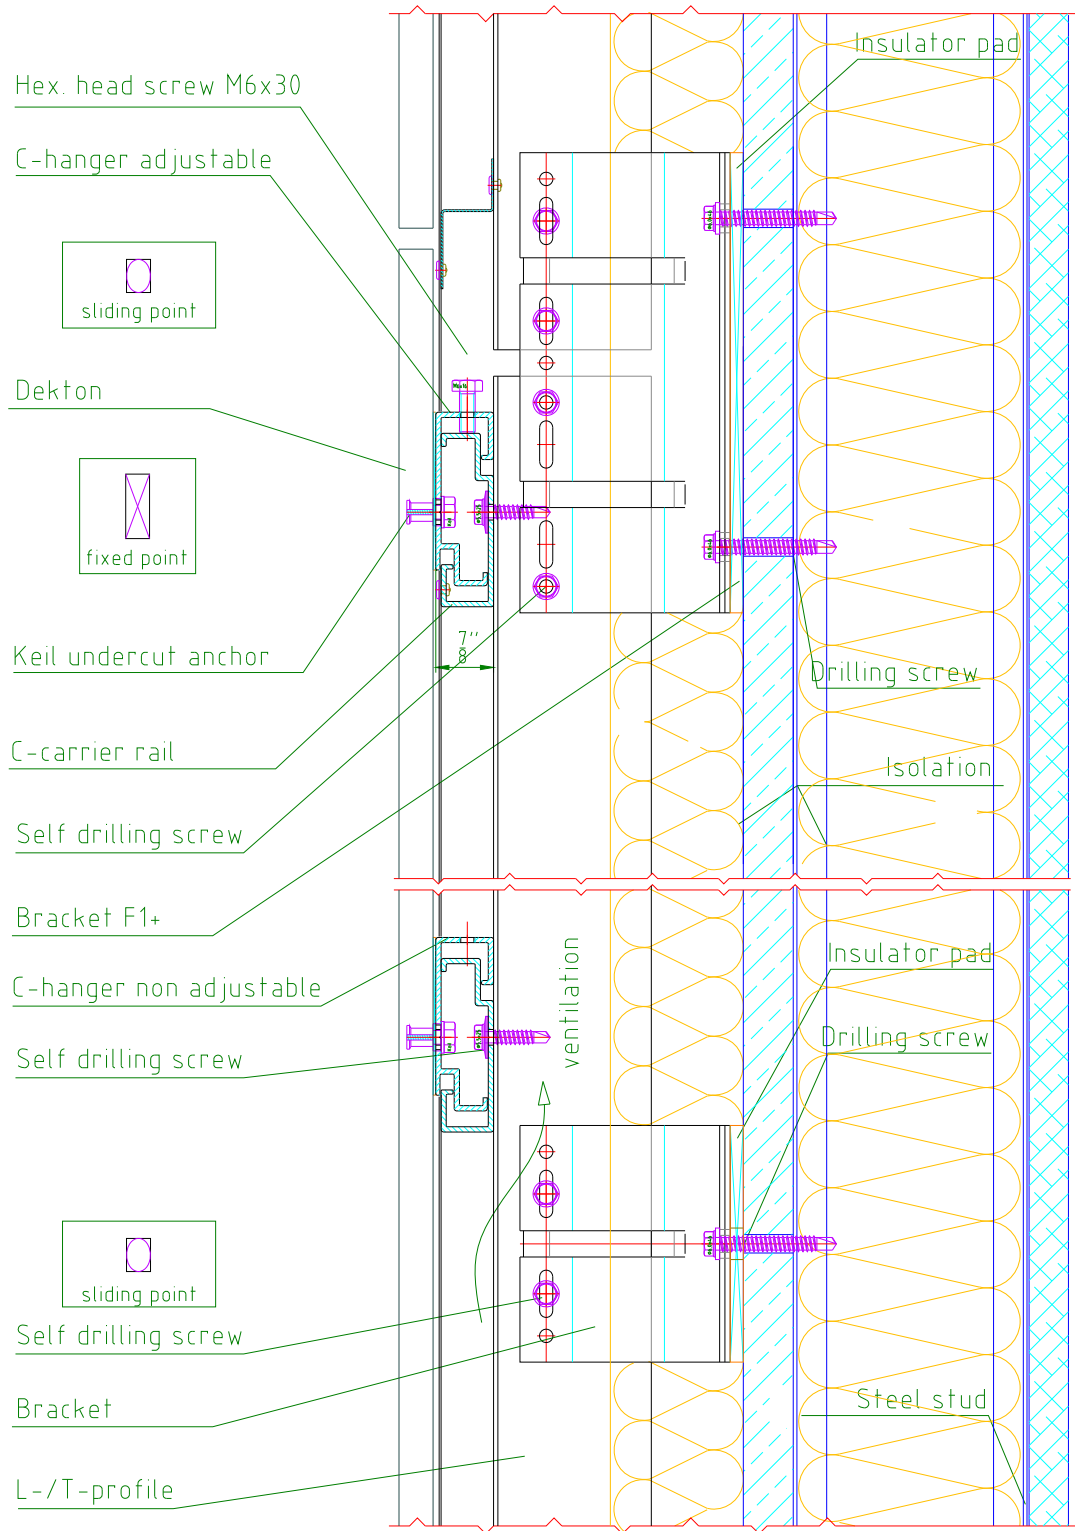 Insulator pad
Hex. head screw M6x30
C-hanger adjustable
sliding point
Dekton
fixed point
7''
8
Keil undercut anchor
Drilling screw
C-carrier rail
Isolation
Self drilling screw
Bracket F1+
ventilation
Insulator pad
C-hanger non adjustable
Drilling screw
Self drilling screw
sliding point
Self drilling screw
Bracket
Steel stud
L-/T-profile